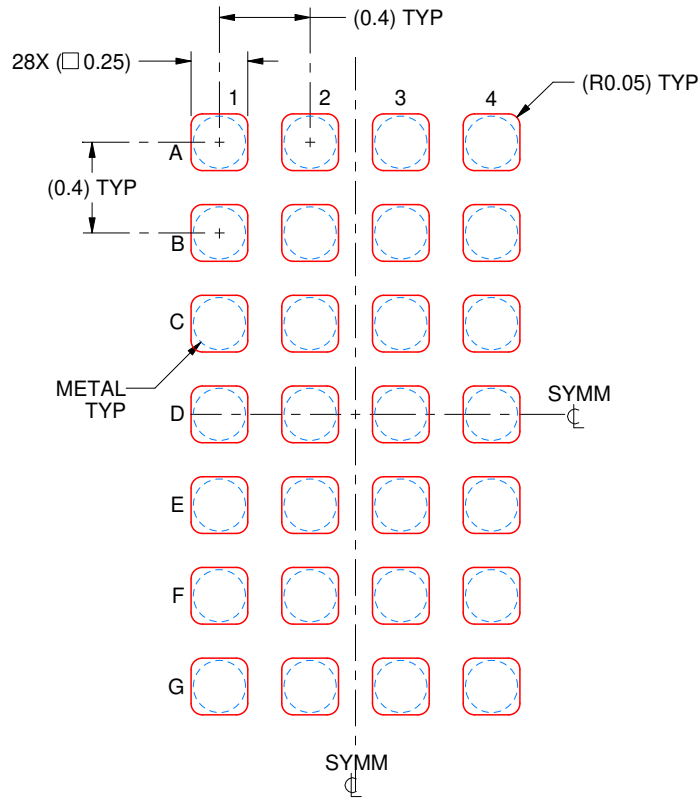 (0.4) TYP
28X (□ 0.25)
(R0.05) TYP
1 2 3 4
A
(0.4) TYP
B
C
METAL
TYP
D
SYMM
℄
E
F
G
SYMM
℄